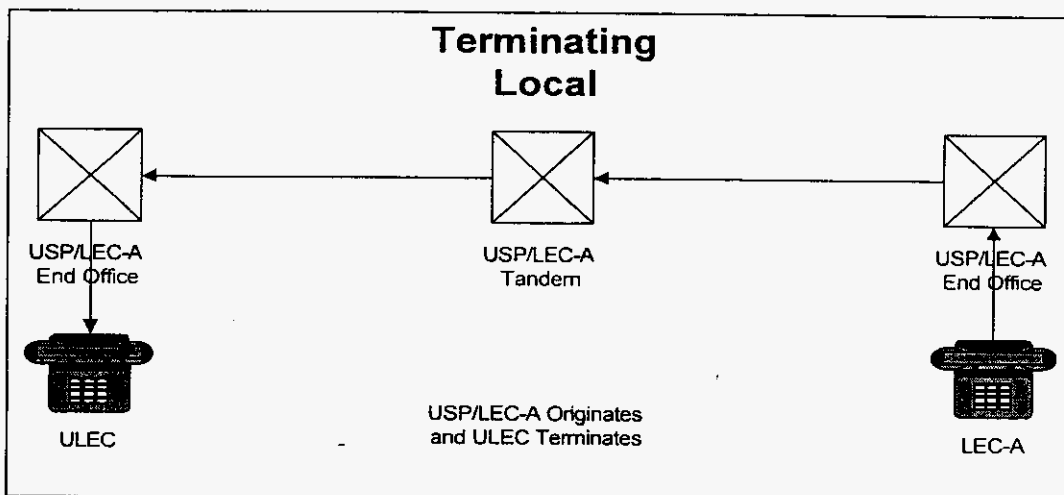 Terminating
Local
USP/LEC-A
End Office
USP/LEC-A
Tandem
USP/LEC-A
End Office
ULEC
USP/LEC-A Originates
and ULEC Terminates
LEC-A